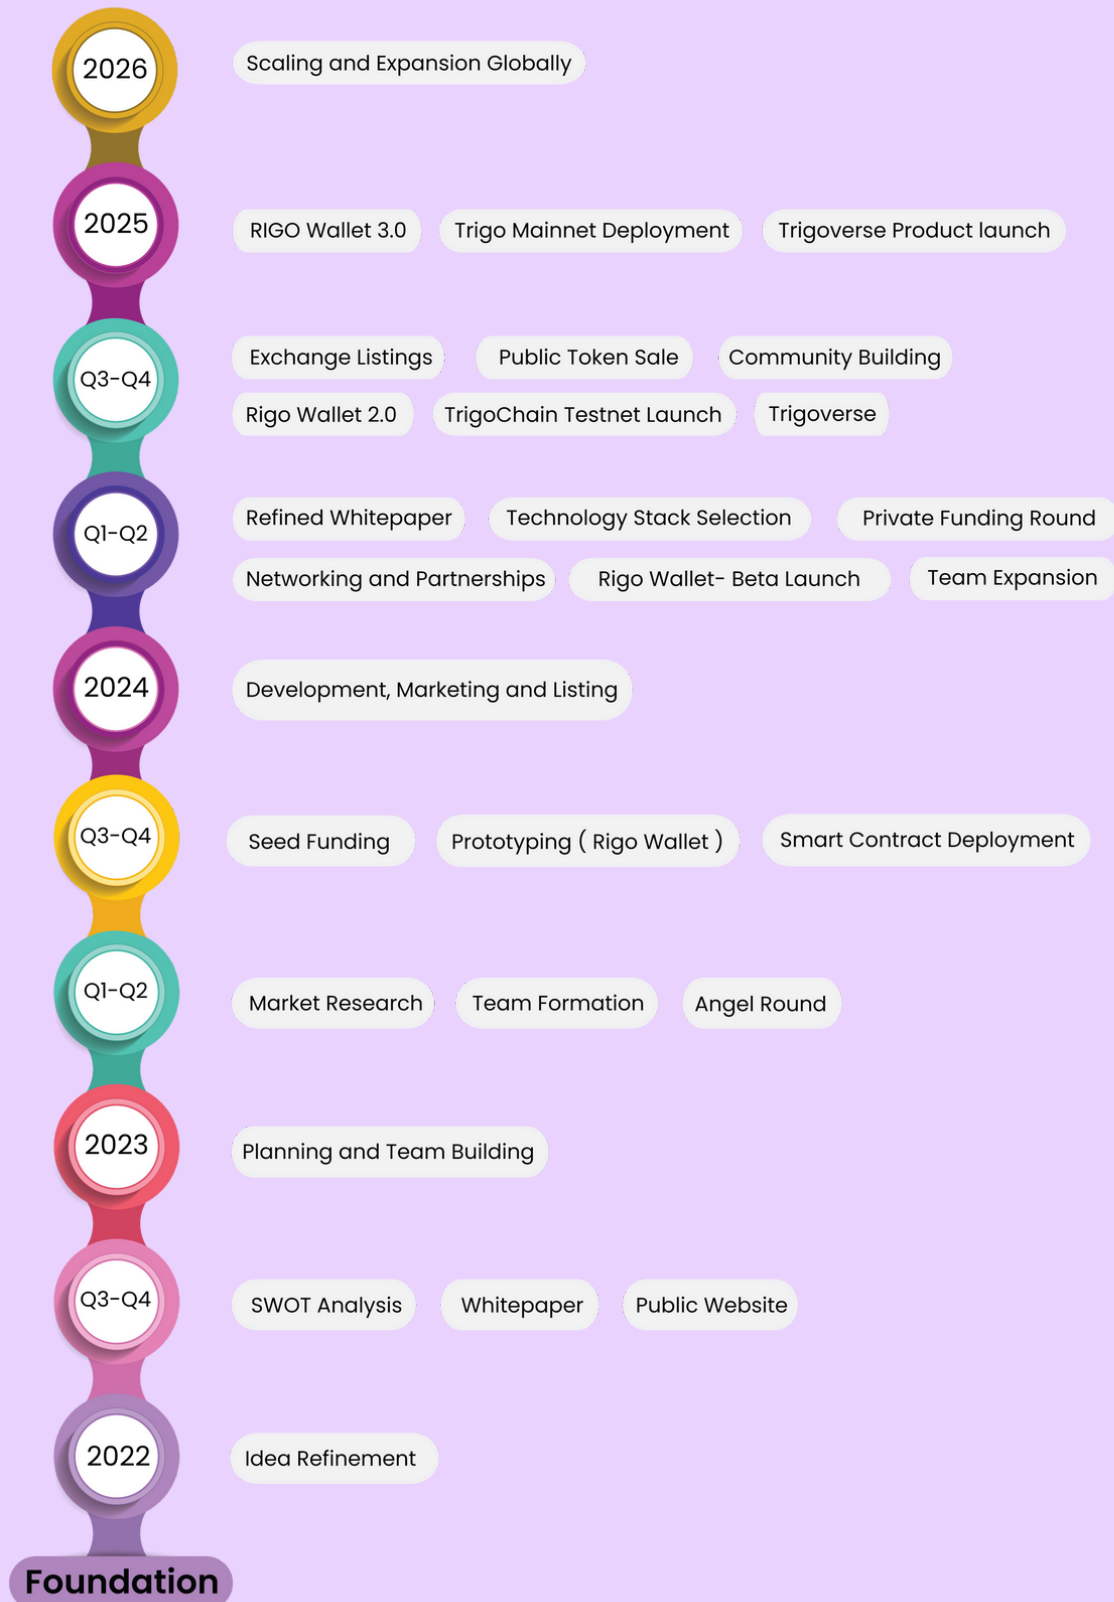 2026
Scaling and Expansion Globally
2025
RIGO Wallet 3.0 Trigo Mainnet Deployment Trigoverse Product launch
Q3-Q4
Exchange Listings Public Token Sale Community Building
Rigo Wallet 2.0 TrigoChain Testnet Launch Trigoverse
Q1-Q2
Refined Whitepaper Technology Stack Selection Private Funding Round
Networking and Partnerships Rigo Wallet- Beta Launch Team Expansion
2024
Development, Marketing and Listing
Q3-Q4
Seed Funding Prototyping ( Rigo Wallet ) Smart Contract Deployment
Q1-Q2
Market Research Team Formation Angel Round
2023
Planning and Team Building
Q3-Q4
SWOT Analysis Whitepaper Public Website
2022
Idea Refinement
Foundation